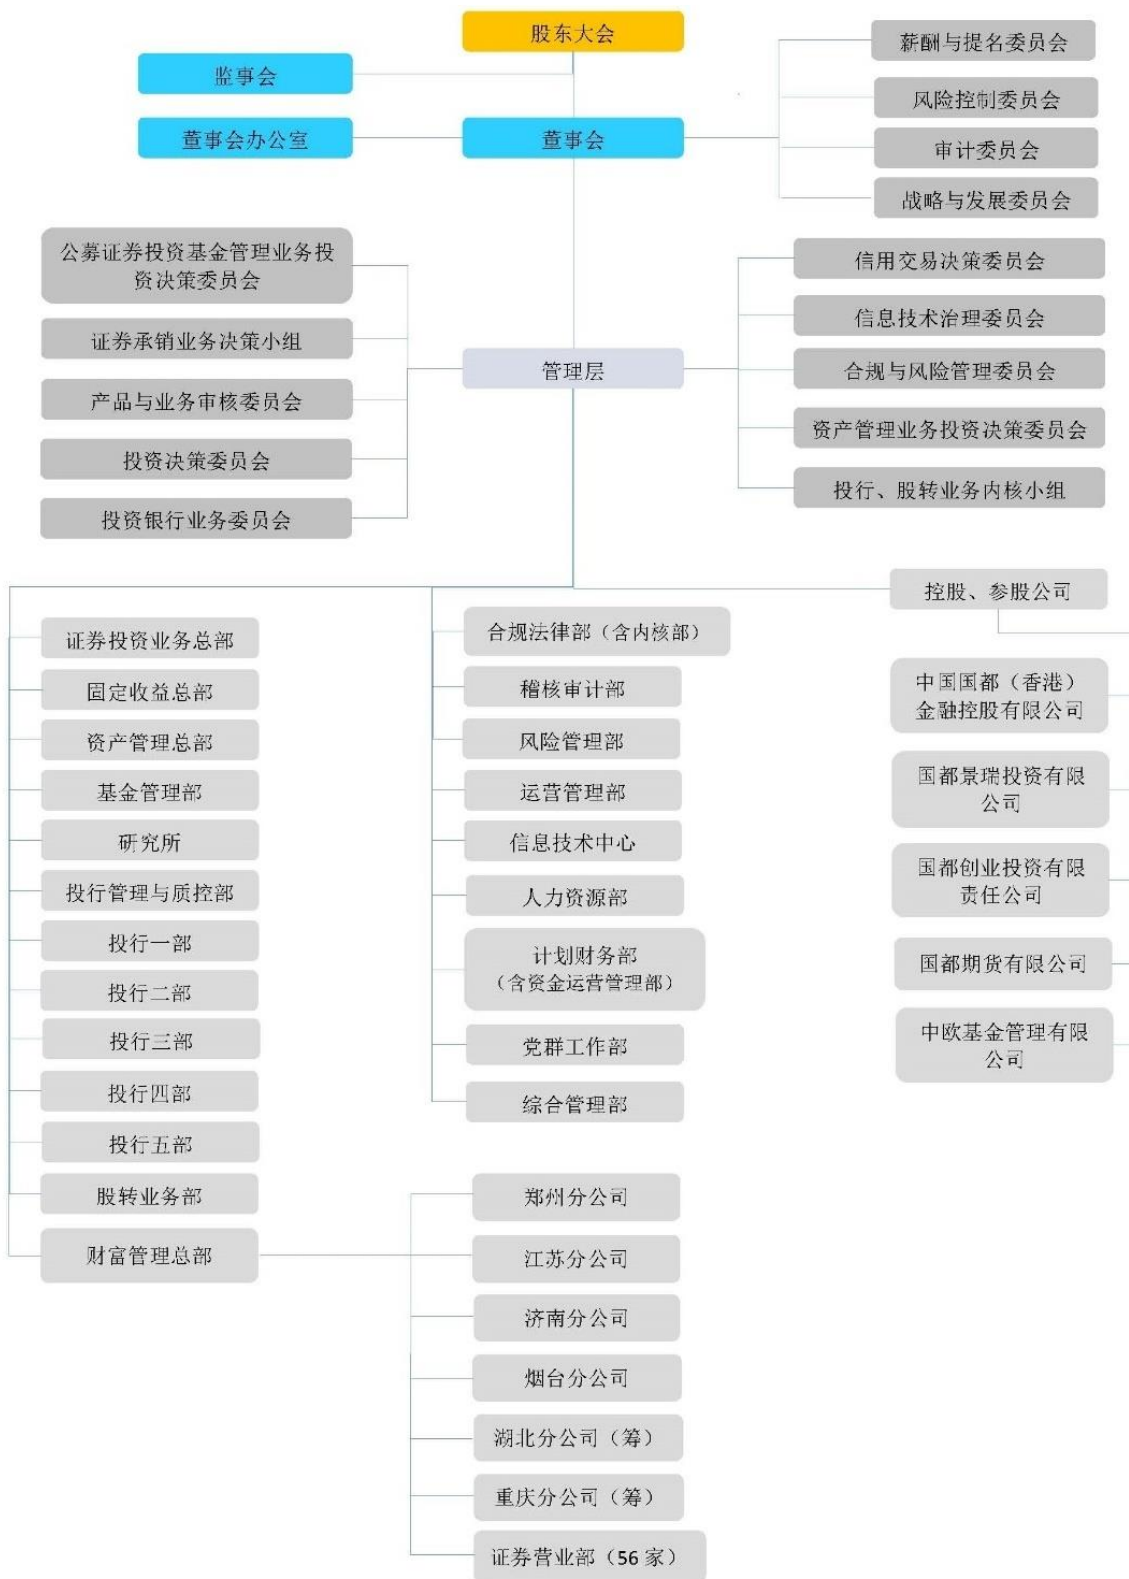 股东大会
监事会
董事会办公室
董事会
薪酬与提名委员会
风险控制委员会
审计委员会
战略与发展委员会
公募证券投资基金管理业务投
资决策委员会
证券承销业务决策小组
产品与业务审核委员会
投资决策委员会
投资银行业务委员会
管理层
信用交易决策委员会
信息技术治理委员会
合规与风险管理委员会
资产管理业务投资决策委员会
投行、股转业务内核小组
证券投资业务总部
固定收益总部
资产管理总部
基金管理部
研究所
投行管理与质控部
投行一部
投行二部
投行三部
投行四部
投行五部
股转业务部
财富管理总部
合规法律部（含内核部）
稽核审计部
风险管理部
运营管理部
信息技术中心
人力资源部
计划财务部
（含资金运营管理部）
党群工作部
综合管理部
控股、参股公司
中国国都（香港）
金融控股有限公司
国都景瑞投资有限
公司
国都创业投资有限
责任公司
国都期货有限公司
中欧基金管理有限
公司
郑州分公司
江苏分公司
济南分公司
烟台分公司
湖北分公司（筹）
重庆分公司（筹）
证券营业部（56 家）